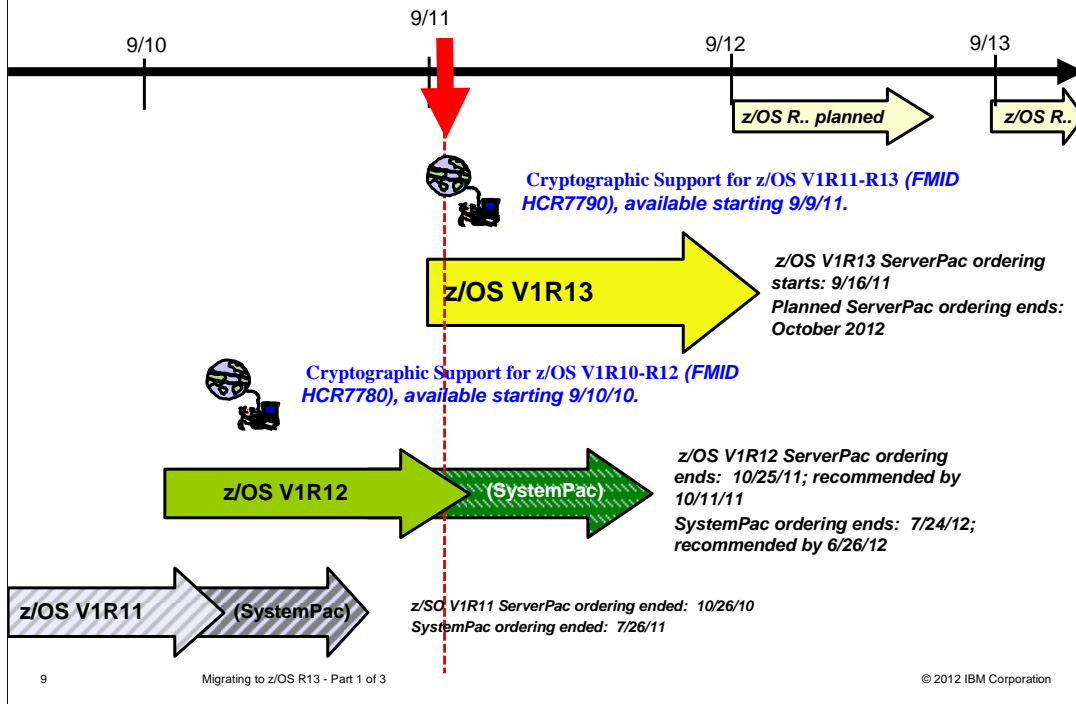 9/10
9/11
9/12
9/13
z/OS R.. planned
z/OS R..
Cryptographic Support for z/OS V1R11-R13 (FMID
HCR7790), available starting 9/9/11.
z/OS V1R13
z/OS V1R13 ServerPac ordering
starts: 9/16/11
Planned ServerPac ordering ends:
October 2012
Cryptographic Support for z/OS V1R10-R12 (FMID
HCR7780), available starting 9/10/10.
z/OS V1R12
(SystemPac)
z/OS V1R12 ServerPac ordering
ends: 10/25/11; recommended by
10/11/11
SystemPac ordering ends: 7/24/12;
recommended by 6/26/12
z/OS V1R11
(SystemPac)
z/SO V1R11 ServerPac ordering ended: 10/26/10
SystemPac ordering ended: 7/26/11
9
Migrating to z/OS R13 - Part 1 of 3
© 2012 IBM Corporation